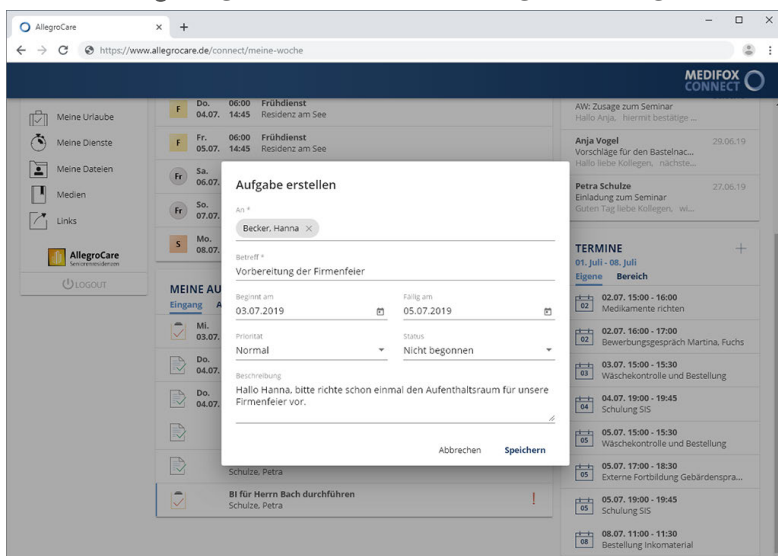 AllegroCare
https://www.allegrocare.de/connect/meine-woche
MEDIFOX
CONNECT
Meine Urlaube
Meine Dienste
Meine Dateien
Medien
Links
AllegroCare
Seniorenresidenzen
LOGOUT
F Do. 06:00 Frühdienst
04.07. 14:45 Residenz am See
F Fr. 06:00 Frühdienst
05.07. 14:45 Residenz am See
Fr Sa.
06.07.
Fr So.
07.07.
S Mo.
08.07.
MEINE AU
Eingang A
Mi.
03.07.
Do.
04.07.
Do.
04.07.
Schulze, Petra
BI für Herrn Bach durchführen
Schulze, Petra
!
Aufgabe erstellen
An *
Becker, Hanna ×
Betreff *
Vorbereitung der Firmenfeier
Beginnt am Fällig am
03.07.2019 05.07.2019
Priorität Status
Normal Nicht begonnen
Beschreibung
Hallo Hanna, bitte richte schon einmal den Aufenthaltsraum für unsere
Firmenfeier vor.
Abbrechen Speichern
AW: Zusage zum Seminar
Hallo Anja, hiermit bestätige ...
Anja Vogel 29.06.19
Vorschläge für den Bastelnac...
Hallo liebe Kollegen, nächste...
Petra Schulze 27.06.19
Einladung zum Seminar
Guten Tag liebe Kollegen, wi...
TERMINE
01. Juli - 08. Juli
Eigene Bereich
02 02.07. 15:00 - 16:00
Medikamente richten
02 02.07. 16:00 - 17:00
Bewerbungsgespräch Martina, Fuchs
03 03.07. 15:00 - 15:30
Wäschekontrolle und Bestellung
04 04.07. 19:00 - 19:45
Schulung SIS
05 05.07. 15:00 - 15:30
Wäschekontrolle und Bestellung
05 05.07. 17:00 - 18:30
Externe Fortbildung Gebärdenspra...
05 05.07. 19:00 - 19:45
Schulung SIS
08 08.07. 11:00 - 11:30
Bestellung Inkomaterial